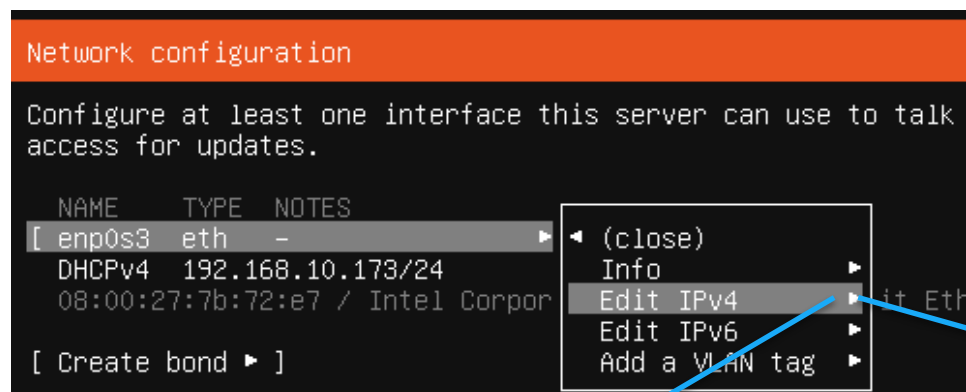 Network configuration
Configure at least one interface this server can use to talk
access for updates.
NAME TYPE NOTES
[ enp0s3 eth - ▸
DHCPv4 192.168.10.173/24
08:00:27:7b:72:e7 / Intel Corpor it Eth
◂ (close)
Info ▸
Edit IPv4 ▸
Edit IPv6 ▸
Add a VLAN tag ▸
[ Create bond ▸ ]